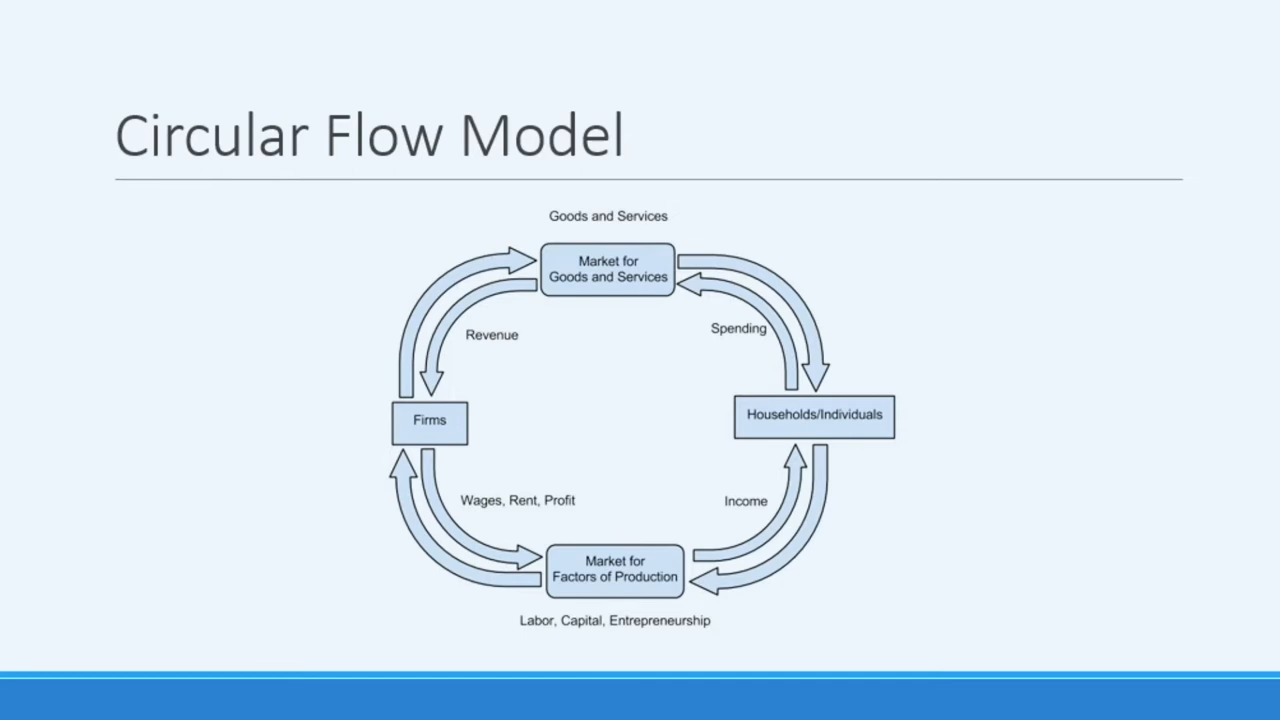 Circular Flow Model
Goods and Services
Market for
Goods and Services
Revenue
Spending
Firms
Households/Individuals
Wages, Rent, Profit
Income
Market for
Factors of Production
Labor, Capital, Entrepreneurship